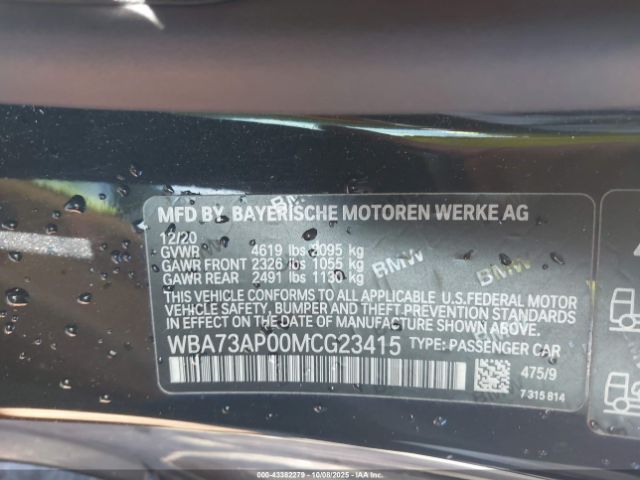 MFD BY BAYERISCHE MOTOREN WERKE AG
12/20
GVWR 4619 lbs 2095 kg
GAWR FRONT 2326 lbs 1055 kg
GAWR REAR 2491 lbs 1130 kg
BMW
BMW
THIS VEHICLE CONFORMS TO ALL APPLICABLE U.S.FEDERAL MOTOR
VEHICLE SAFETY, BUMPER AND THEFT PREVENTION STANDARDS
IN EFFECT ON THE DATE OF MANUFACTURE SHOWN ABOVE.
WBA73AP00MCG23415 TYPE: PASSENGER CAR
475/9
7 315 814
000-43382279 - 10/08/2025 - © IAA, Inc.